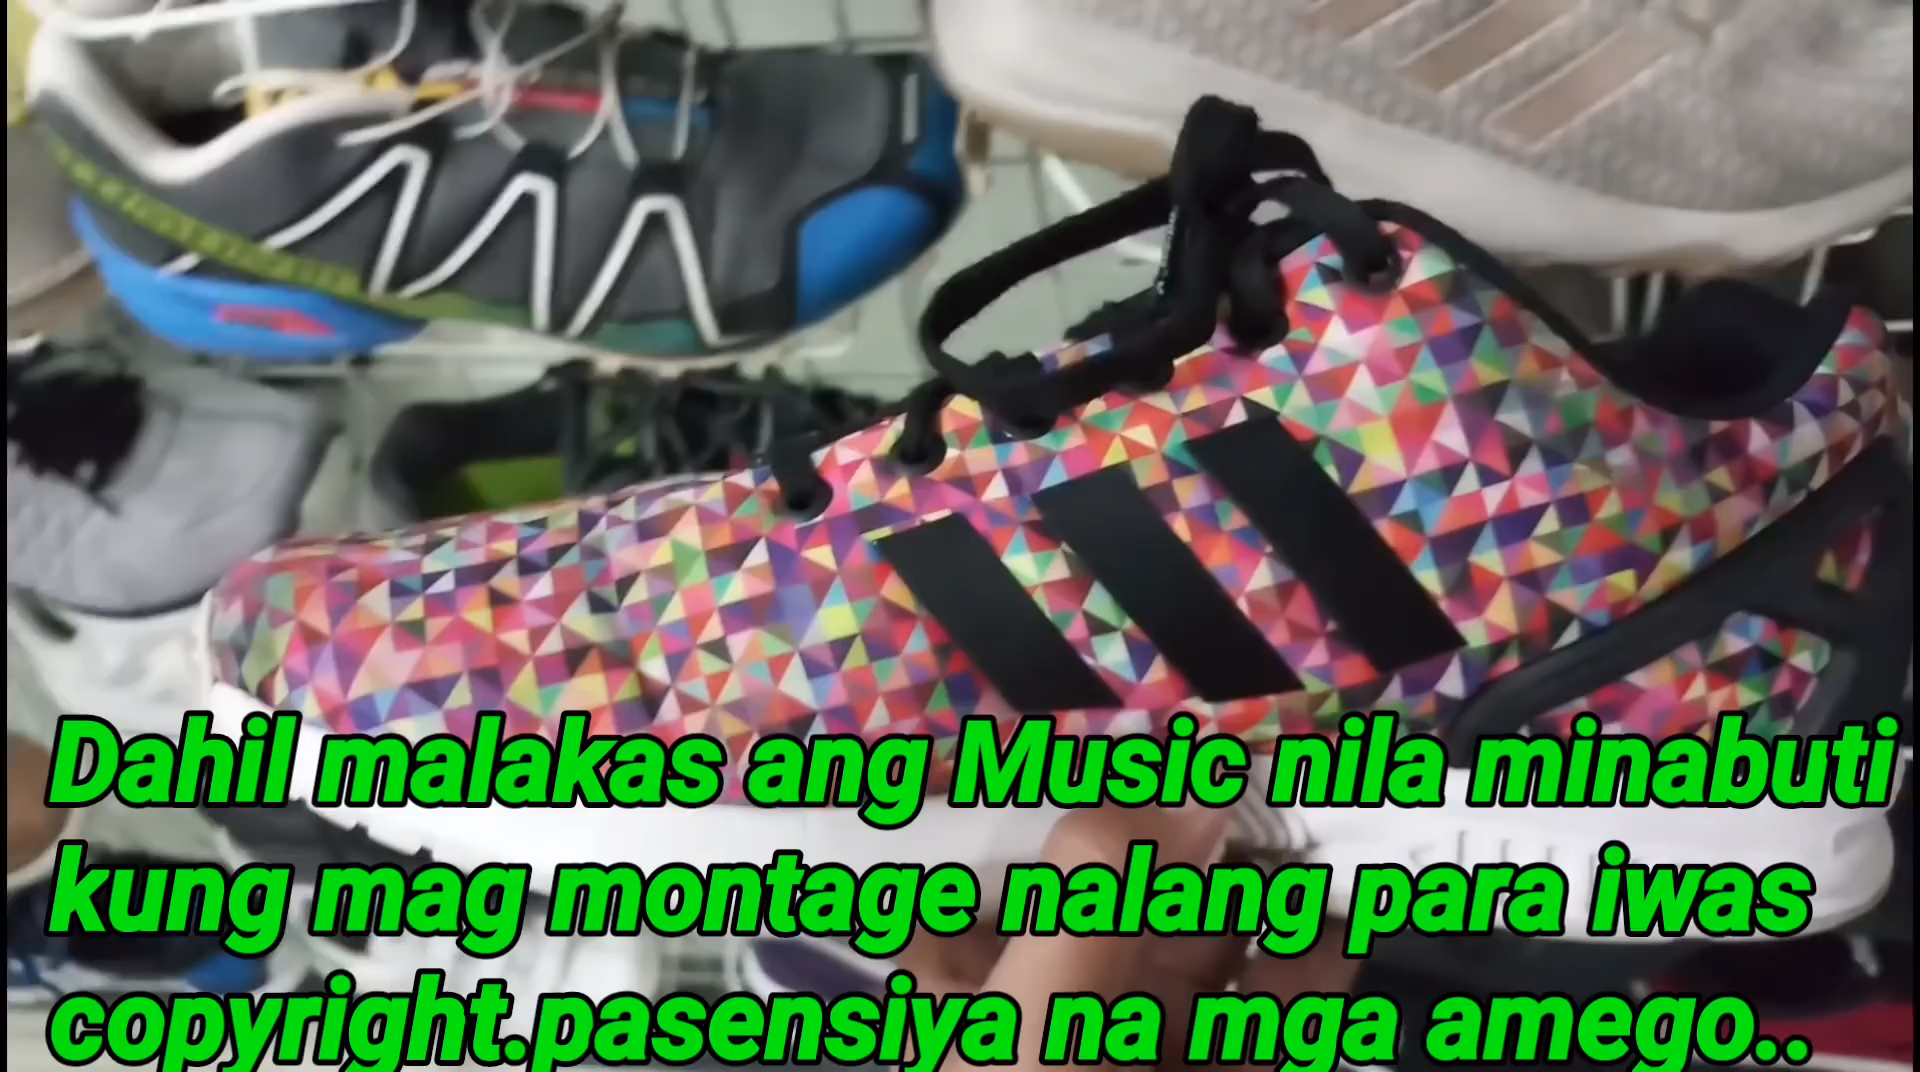 Dahil malakas ang Music nila minabuti
kung mag montage nalang para iwas
copyright.pasensiya na mga amego..